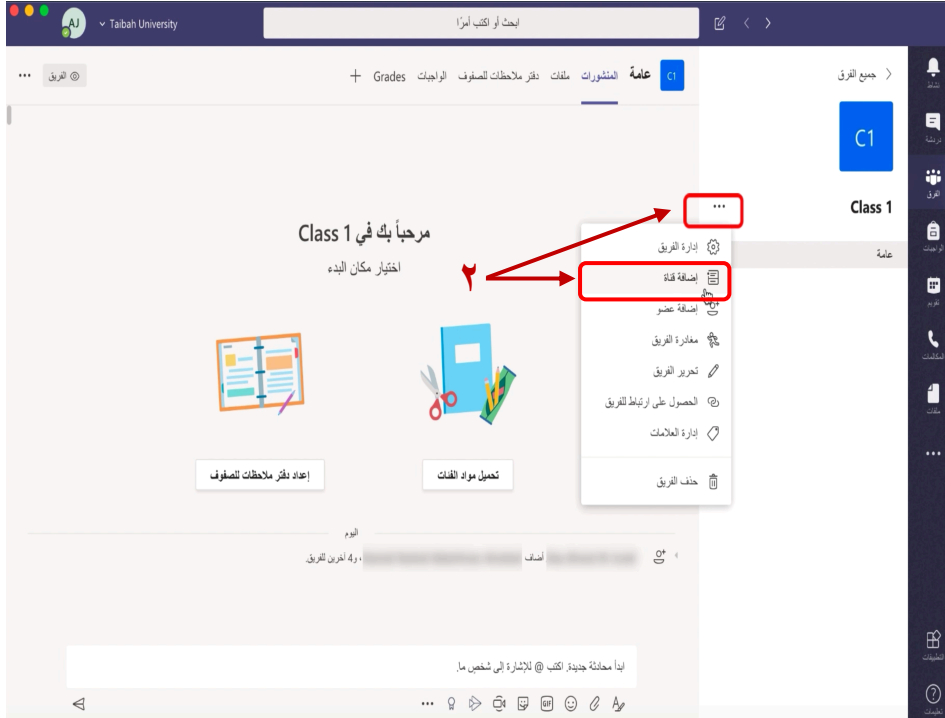 AJ
Taibah University
ابحث أو اكتب أمرًا
جميع الفرق
C1
Class 1
عامة
C1 عامة المنشورات ملفات دفتر ملاحظات للصفوف الواجبات Grades +
الفريق
نشاط
دردشة
الفرق
الواجبات
تقويم
المكالمات
ملفات
التطبيقات
تعليمات
مرحباً بك في Class 1
اختيار مكان البدء
٢
إدارة الفريق
إضافة قناة
إضافة عضو
مغادرة الفريق
تحرير الفريق
الحصول على ارتباط للفريق
إدارة العلامات
حذف الفريق
تحميل مواد الفئات
إعداد دفتر ملاحظات للصفوف
اليوم
أضاف ، و4 آخرين للفريق.
ابدأ محادثة جديدة. اكتب @ للإشارة إلى شخصٍ ما.
GIF